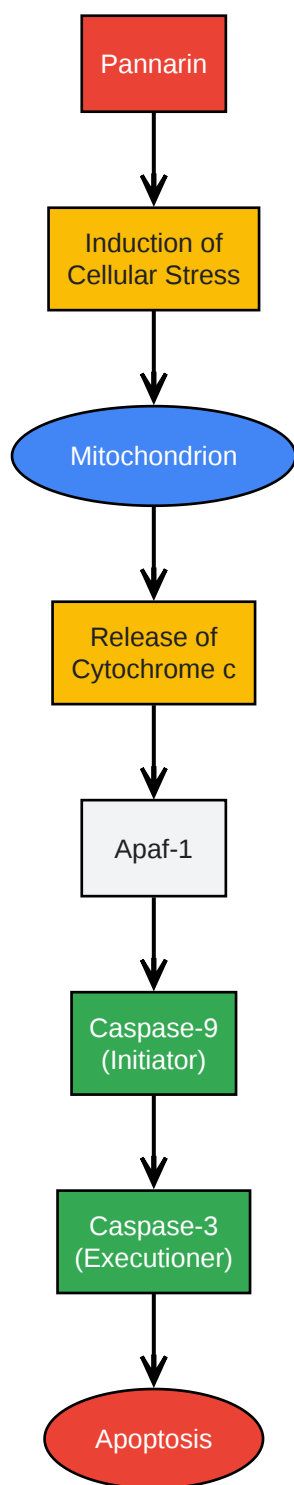 Pannarin
Induction of
Cellular Stress
Mitochondrion
Release of
Cytochrome c
Apaf-1
Caspase-9
(Initiator)
Caspase-3
(Executioner)
Apoptosis